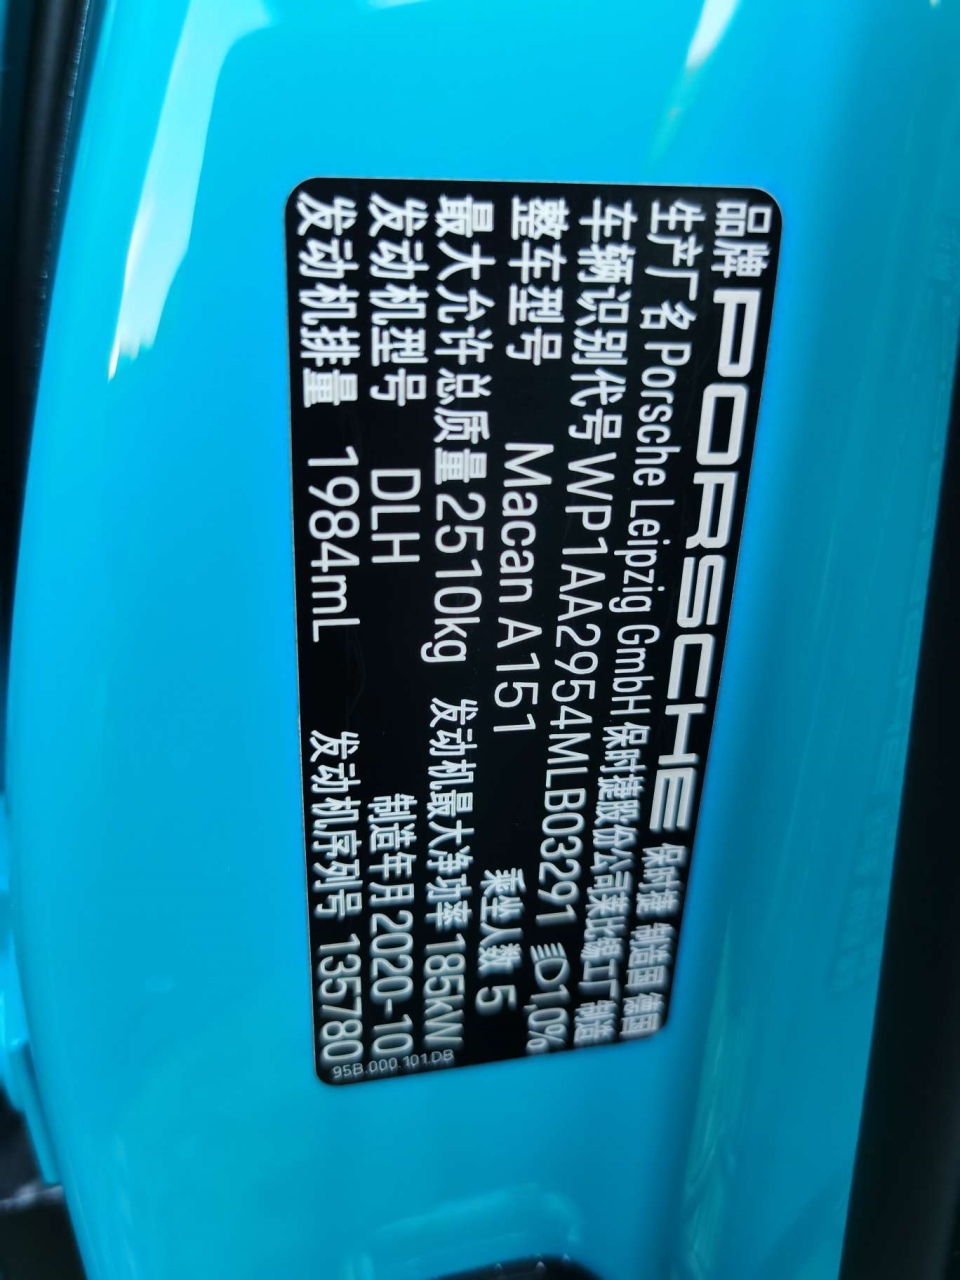 品牌 PORSCHE 保时捷 制造国 德国
生产厂名 Porsche Leipzig GmbH 保时捷股份公司莱比锡工厂 制造
车辆识别代号 WP1AA2954MLB03291 1,0%
整车型号 Macan A151 乘坐人数 5
最大允许总质量 2510kg 发动机最大净功率 185kW
发动机型号 DLH 制造年月 2020-10
发动机排量 1984mL 发动机序列号 135780
95B.000.101.DB